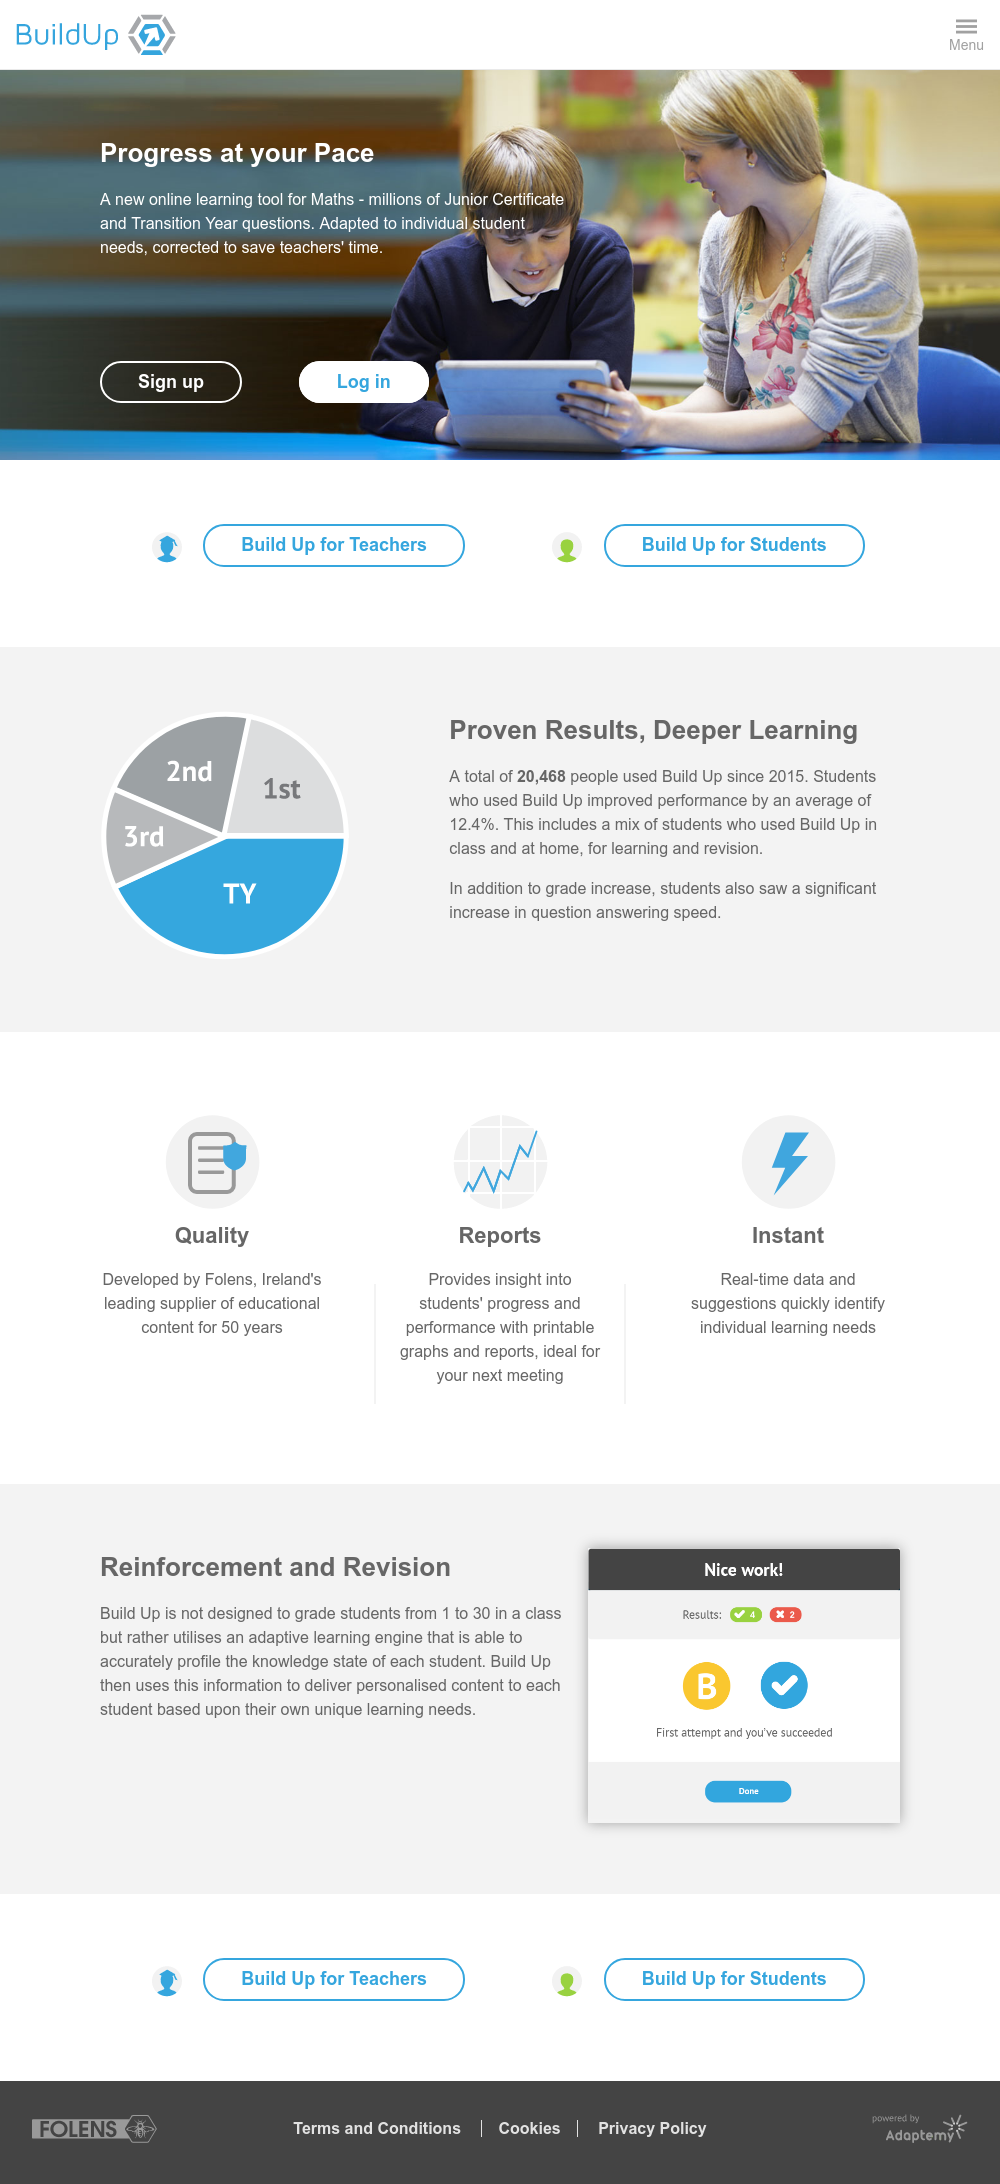 BuildUp
Menu
Progress at your Pace
A new online learning tool for Maths - millions of Junior Certificate
and Transition Year questions. Adapted to individual student
needs, corrected to save teachers' time.
Sign up
Log in
Build Up for Teachers
Build Up for Students
2nd
1st
3rd
TY
Proven Results, Deeper Learning
A total of 20,468 people used Build Up since 2015. Students
who used Build Up improved performance by an average of
12.4%. This includes a mix of students who used Build Up in
class and at home, for learning and revision.
In addition to grade increase, students also saw a significant
increase in question answering speed.
Quality
Developed by Folens, Ireland's
leading supplier of educational
content for 50 years
Reports
Provides insight into
students' progress and
performance with printable
graphs and reports, ideal for
your next meeting
Instant
Real-time data and
suggestions quickly identify
individual learning needs
Reinforcement and Revision
Build Up is not designed to grade students from 1 to 30 in a class
but rather utilises an adaptive learning engine that is able to
accurately profile the knowledge state of each student. Build Up
then uses this information to deliver personalised content to each
student based upon their own unique learning needs.
Nice work!
Results: 4 2
B
First attempt and you've succeeded
Done
Build Up for Teachers
Build Up for Students
FOLENS
Terms and Conditions
Cookies
Privacy Policy
powered by
Adaptemy